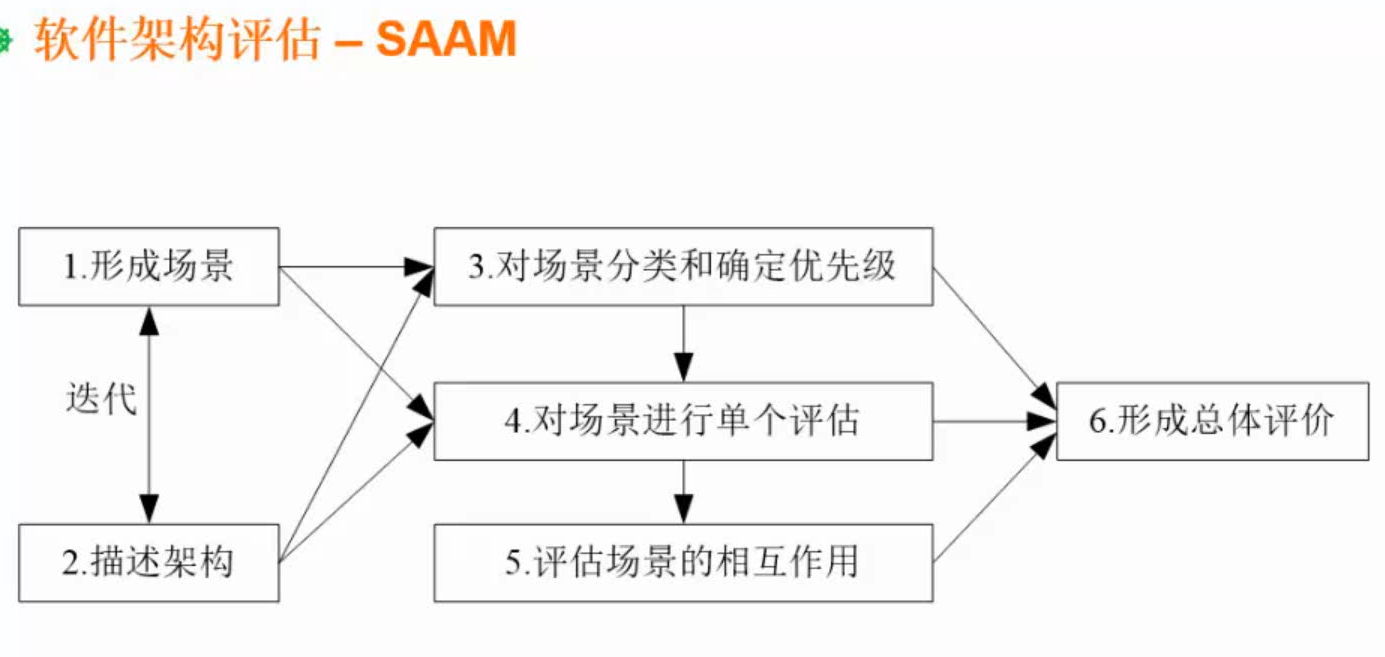 软件架构评估 – SAAM
1.形成场景
3.对场景分类和确定优先级
迭代
4.对场景进行单个评估
6.形成总体评价
2.描述架构
5.评估场景的相互作用